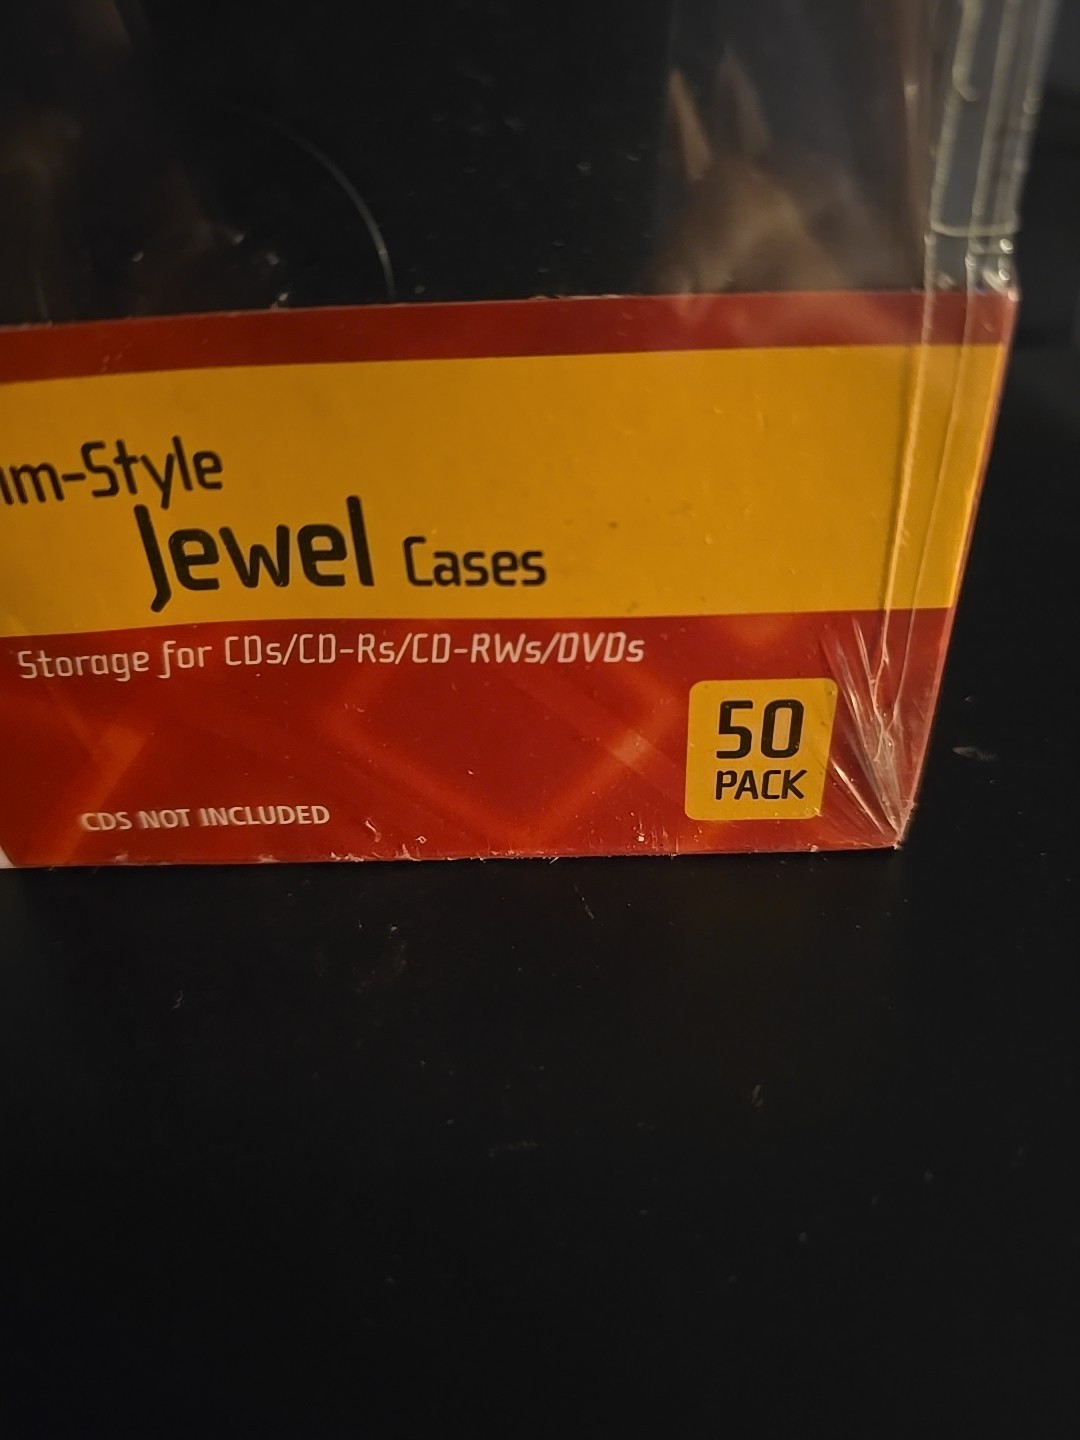 im-Style
Jewel Cases
Storage for CDs/CD-Rs/CD-RWs/DVDs
50
PACK
CDS NOT INCLUDED